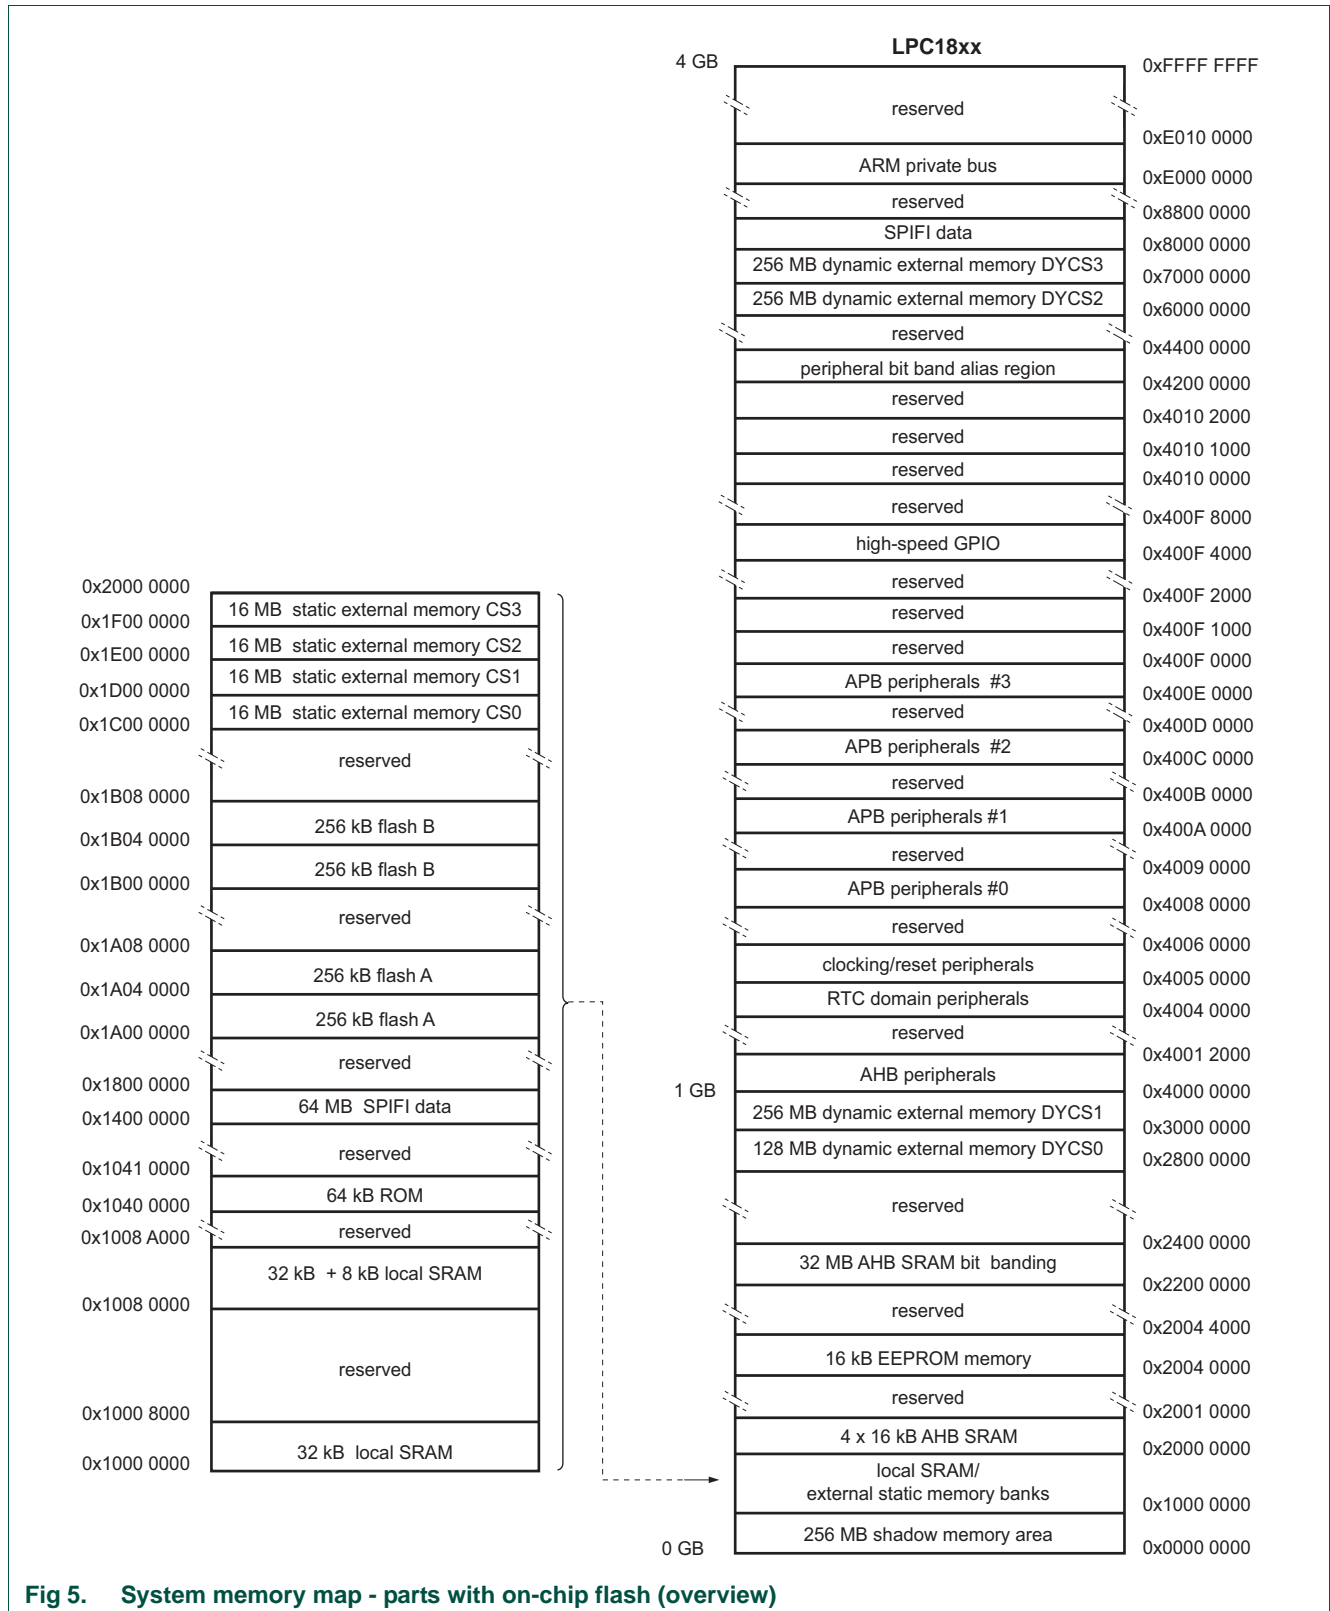 LPC18xx
4 GB
0xFFFF FFFF
reserved
0xE010 0000
ARM private bus
0xE000 0000
reserved
0x8800 0000
SPIFI data
0x8000 0000
256 MB dynamic external memory DYCS3
0x7000 0000
256 MB dynamic external memory DYCS2
0x6000 0000
reserved
0x4400 0000
peripheral bit band alias region
0x4200 0000
reserved
0x4010 2000
reserved
0x4010 1000
reserved
0x4010 0000
reserved
0x400F 8000
high-speed GPIO
0x400F 4000
reserved
0x400F 2000
reserved
0x400F 1000
reserved
0x400F 0000
APB peripherals #3
0x400E 0000
reserved
0x400D 0000
APB peripherals #2
0x400C 0000
reserved
0x400B 0000
APB peripherals #1
0x400A 0000
reserved
0x4009 0000
APB peripherals #0
0x4008 0000
reserved
0x4006 0000
clocking/reset peripherals
0x4005 0000
RTC domain peripherals
0x4004 0000
reserved
0x4001 2000
AHB peripherals
1 GB
0x4000 0000
256 MB dynamic external memory DYCS1
0x3000 0000
128 MB dynamic external memory DYCS0
0x2800 0000
reserved
0x2400 0000
32 MB AHB SRAM bit banding
0x2200 0000
reserved
0x2004 4000
16 kB EEPROM memory
0x2004 0000
reserved
0x2001 0000
4 x 16 kB AHB SRAM
0x2000 0000
local SRAM/
external static memory banks
0x1000 0000
256 MB shadow memory area
0 GB
0x0000 0000
0x2000 0000
16 MB static external memory CS3
0x1F00 0000
16 MB static external memory CS2
0x1E00 0000
16 MB static external memory CS1
0x1D00 0000
16 MB static external memory CS0
0x1C00 0000
reserved
0x1B08 0000
256 kB flash B
0x1B04 0000
256 kB flash B
0x1B00 0000
reserved
0x1A08 0000
256 kB flash A
0x1A04 0000
256 kB flash A
0x1A00 0000
reserved
0x1800 0000
64 MB SPIFI data
0x1400 0000
reserved
0x1041 0000
64 kB ROM
0x1040 0000
reserved
0x1008 A000
32 kB + 8 kB local SRAM
0x1008 0000
reserved
0x1000 8000
32 kB local SRAM
0x1000 0000
Fig 5. System memory map - parts with on-chip flash (overview)